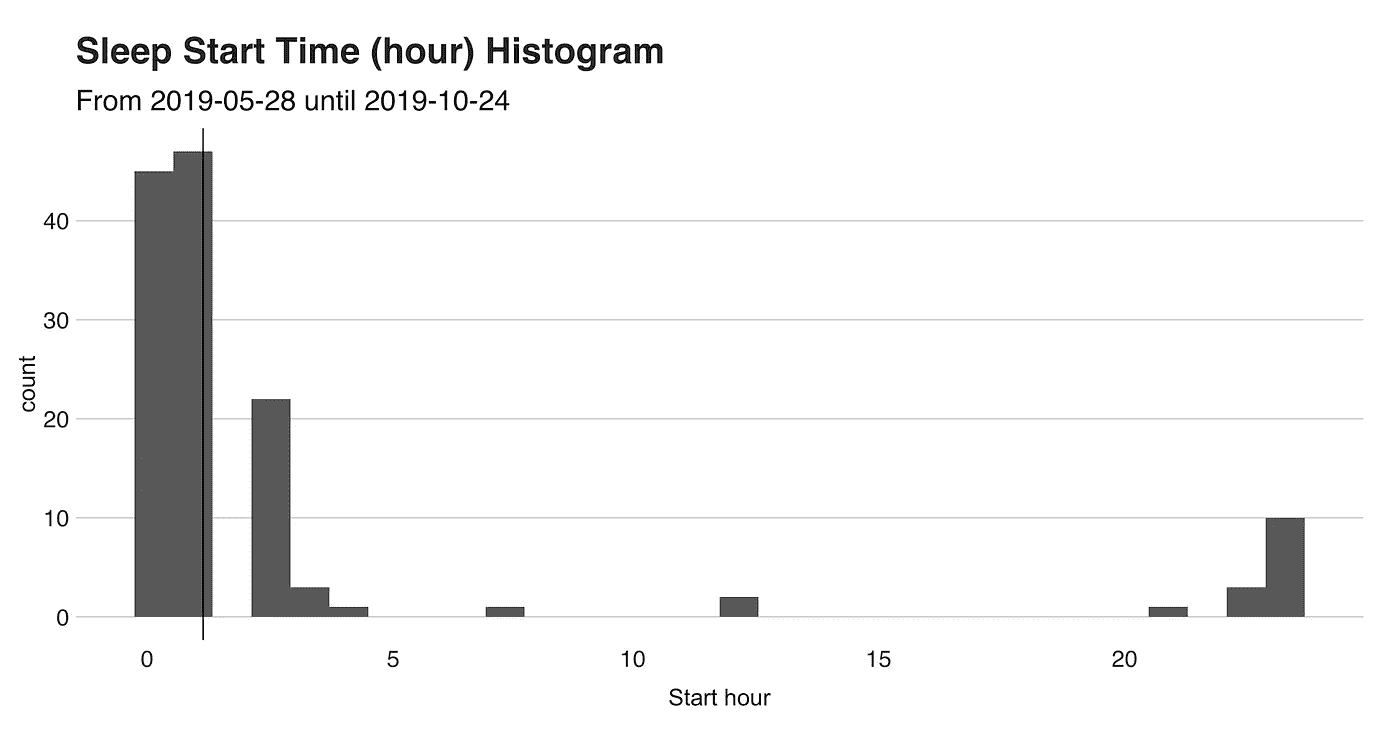 Sleep Start Time (hour) Histogram
From 2019-05-28 until 2019-10-24
40
30
20
10
0
count
0 5 10 15 20
Start hour